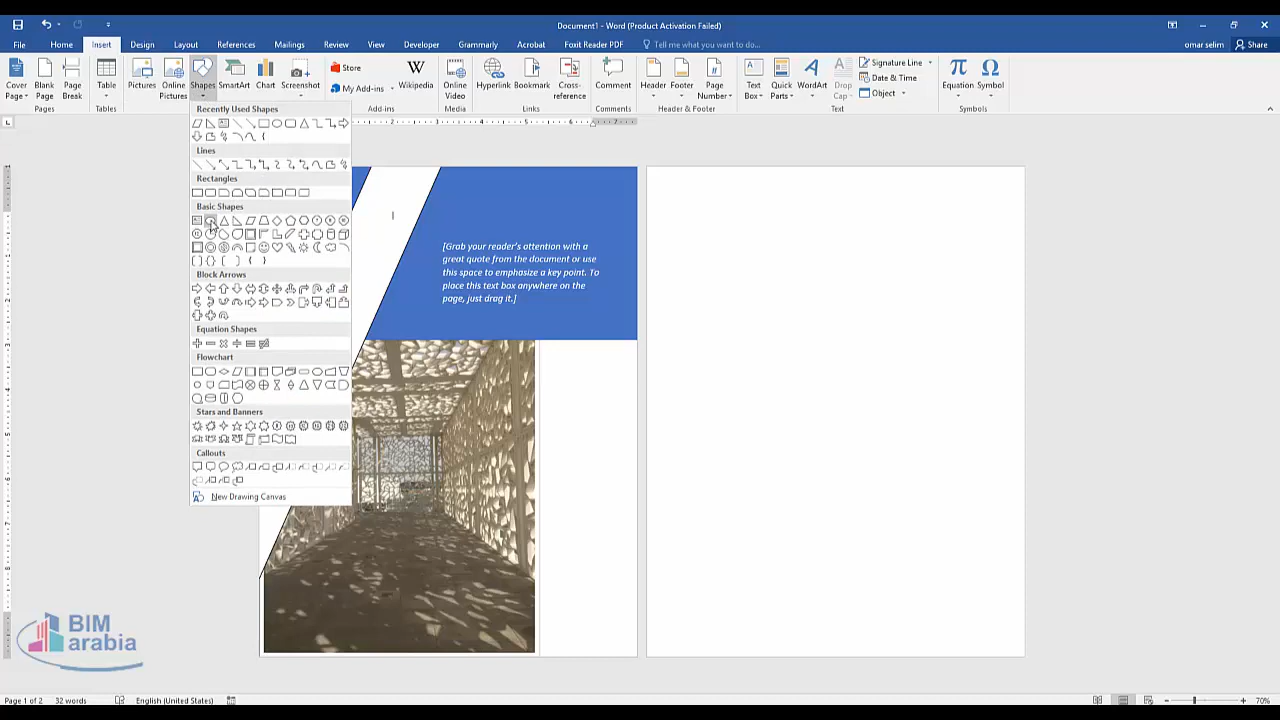 Document1 - Word (Product Activation Failed)
File Home Insert Design Layout References Mailings Review View Developer Grammarly Acrobat Foxit Reader PDF Tell me what you want to do... omar selim Share
Cover Page
Blank Page
Page Break
Table
Pictures
Online Pictures
Shapes
SmartArt
Chart
Screenshot
Store
My Add-ins
Wikipedia
Online Video
Hyperlink
Bookmark
Cross-reference
Comment
Header
Footer
Page Number
Text Box
Quick Parts
WordArt
Drop Cap
Signature Line
Date & Time
Object
Equation
Symbol
Pages
Tables
Add-ins
Media
Links
Comments
Header & Footer
Text
Symbols
Recently Used Shapes
Lines
Rectangles
Basic Shapes
Block Arrows
Equation Shapes
Flowchart
Stars and Banners
Callouts
New Drawing Canvas
[Grab your reader's attention with a
great quote from the document or use
this space to emphasize a key point. To
place this text box anywhere on the
page, just drag it.]
BIM
arabia
Page 1 of 2 32 words English (United States) 70%